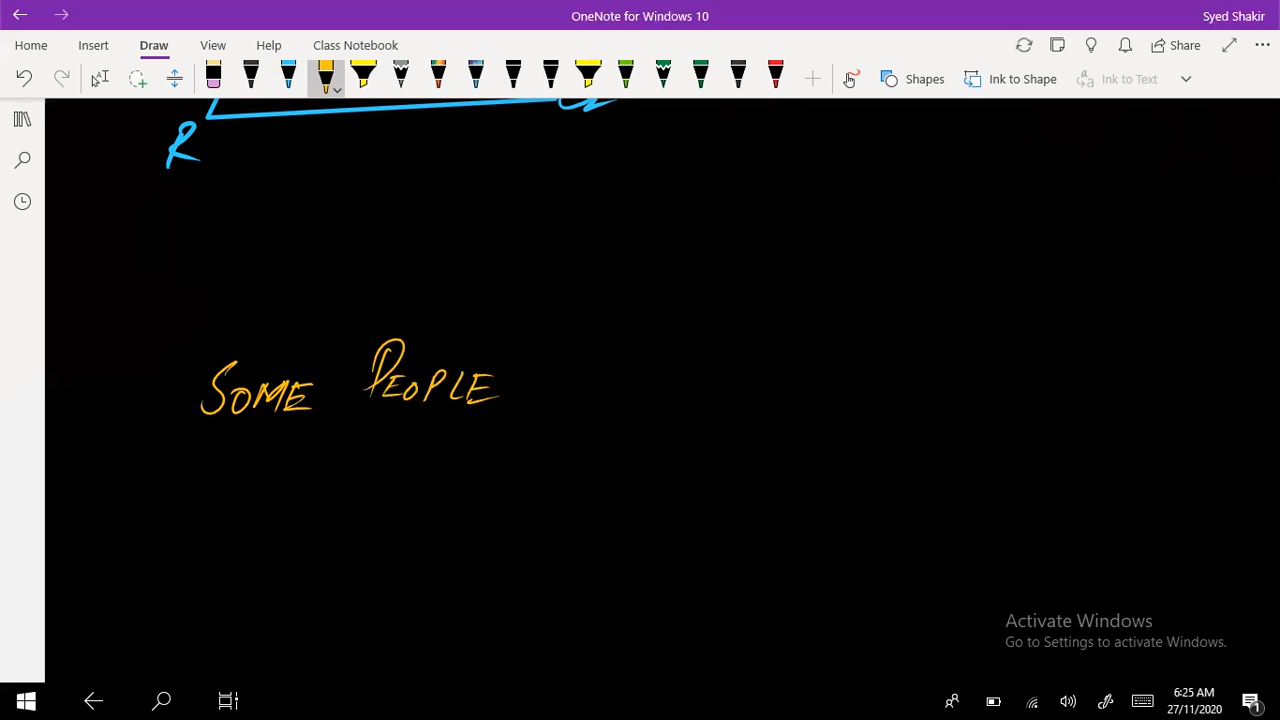 OneNote for Windows 10
Syed Shakir
Home Insert Draw View Help Class Notebook
Share
Shapes
Ink to Shape
Ink to Text
R
SOME PEOPLE
Activate Windows
Go to Settings to activate Windows.
6:25 AM
27/11/2020
1